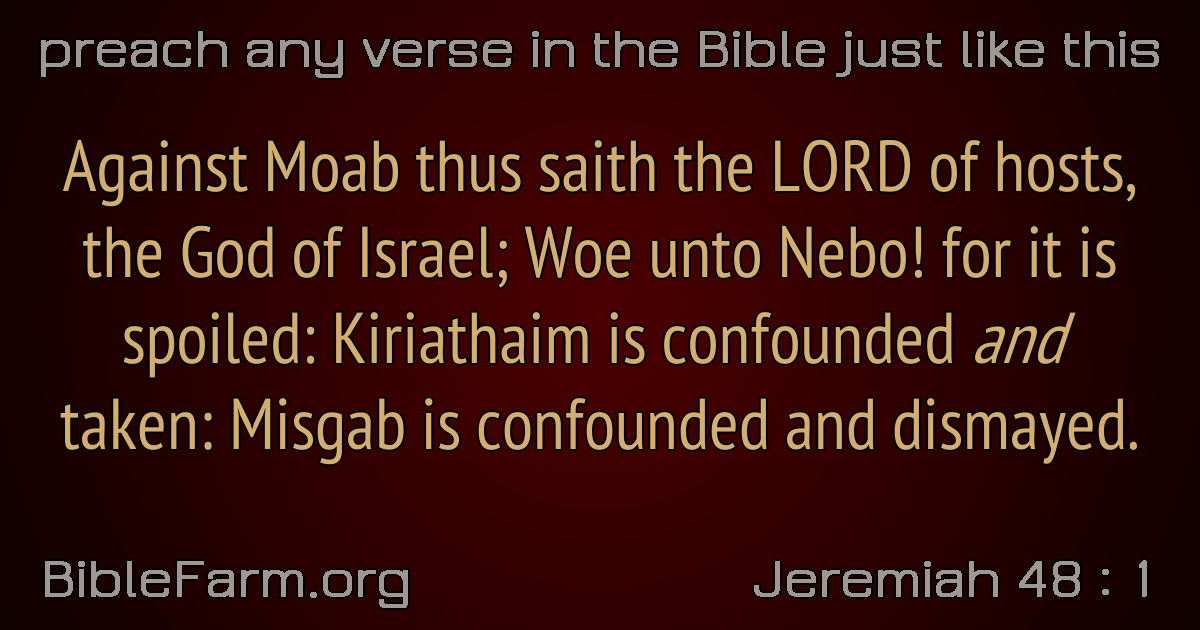 preach any verse in the Bible just like this
Against Moab thus saith the LORD of hosts,
the God of Israel; Woe unto Nebo! for it is
spoiled: Kiriathaim is confounded and
taken: Misgab is confounded and dismayed.
BibleFarm.org
Jeremiah 48 : 1